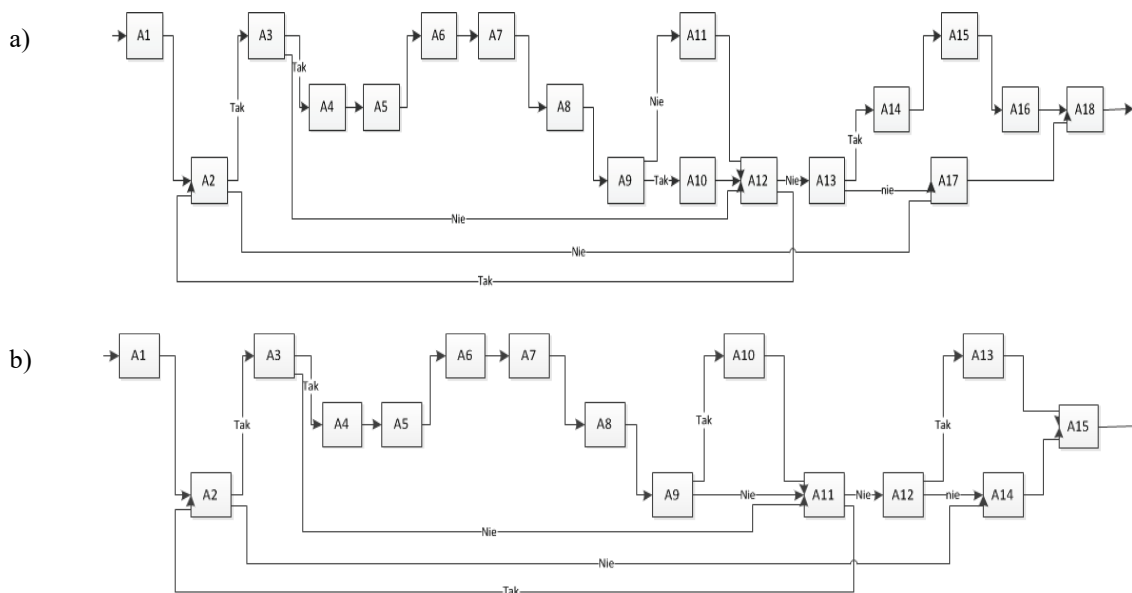 a)
A1 A3 A6 A7 A11 A15
Tak
A4 A5 A8 A14 A16 A18
Tak Nie Tak
A2 A9 Tak A10 A12 Nie A13 nie A17
Nie
Nie
Tak
b)
A1 A3 A6 A7 A10 A13
Tak
A4 A5 A8 A15
Tak Tak Tak
A2 A9 Nie A11 Nie A12 nie A14
Nie
Nie
Tak